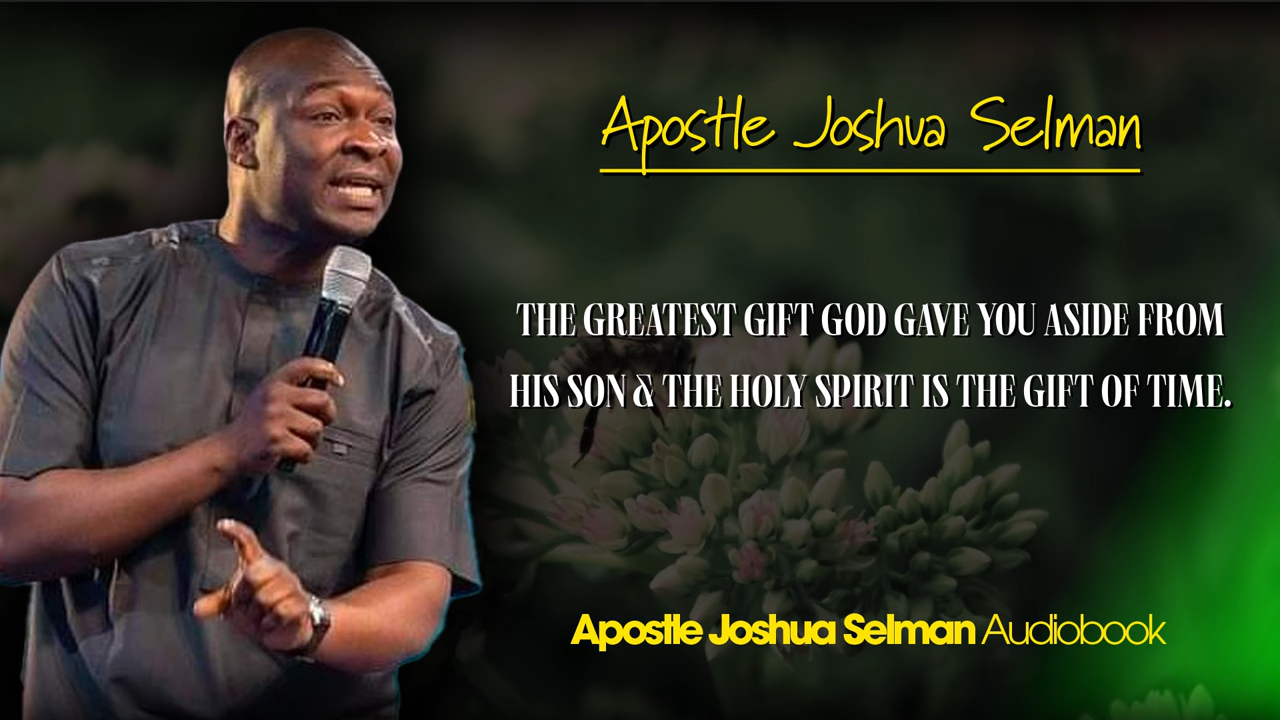 Apostle Joshua Selman
THE GREATEST GIFT GOD GAVE YOU ASIDE FROM
HIS SON & THE HOLY SPIRIT IS THE GIFT OF TIME.
Apostle Joshua Selman Audiobook